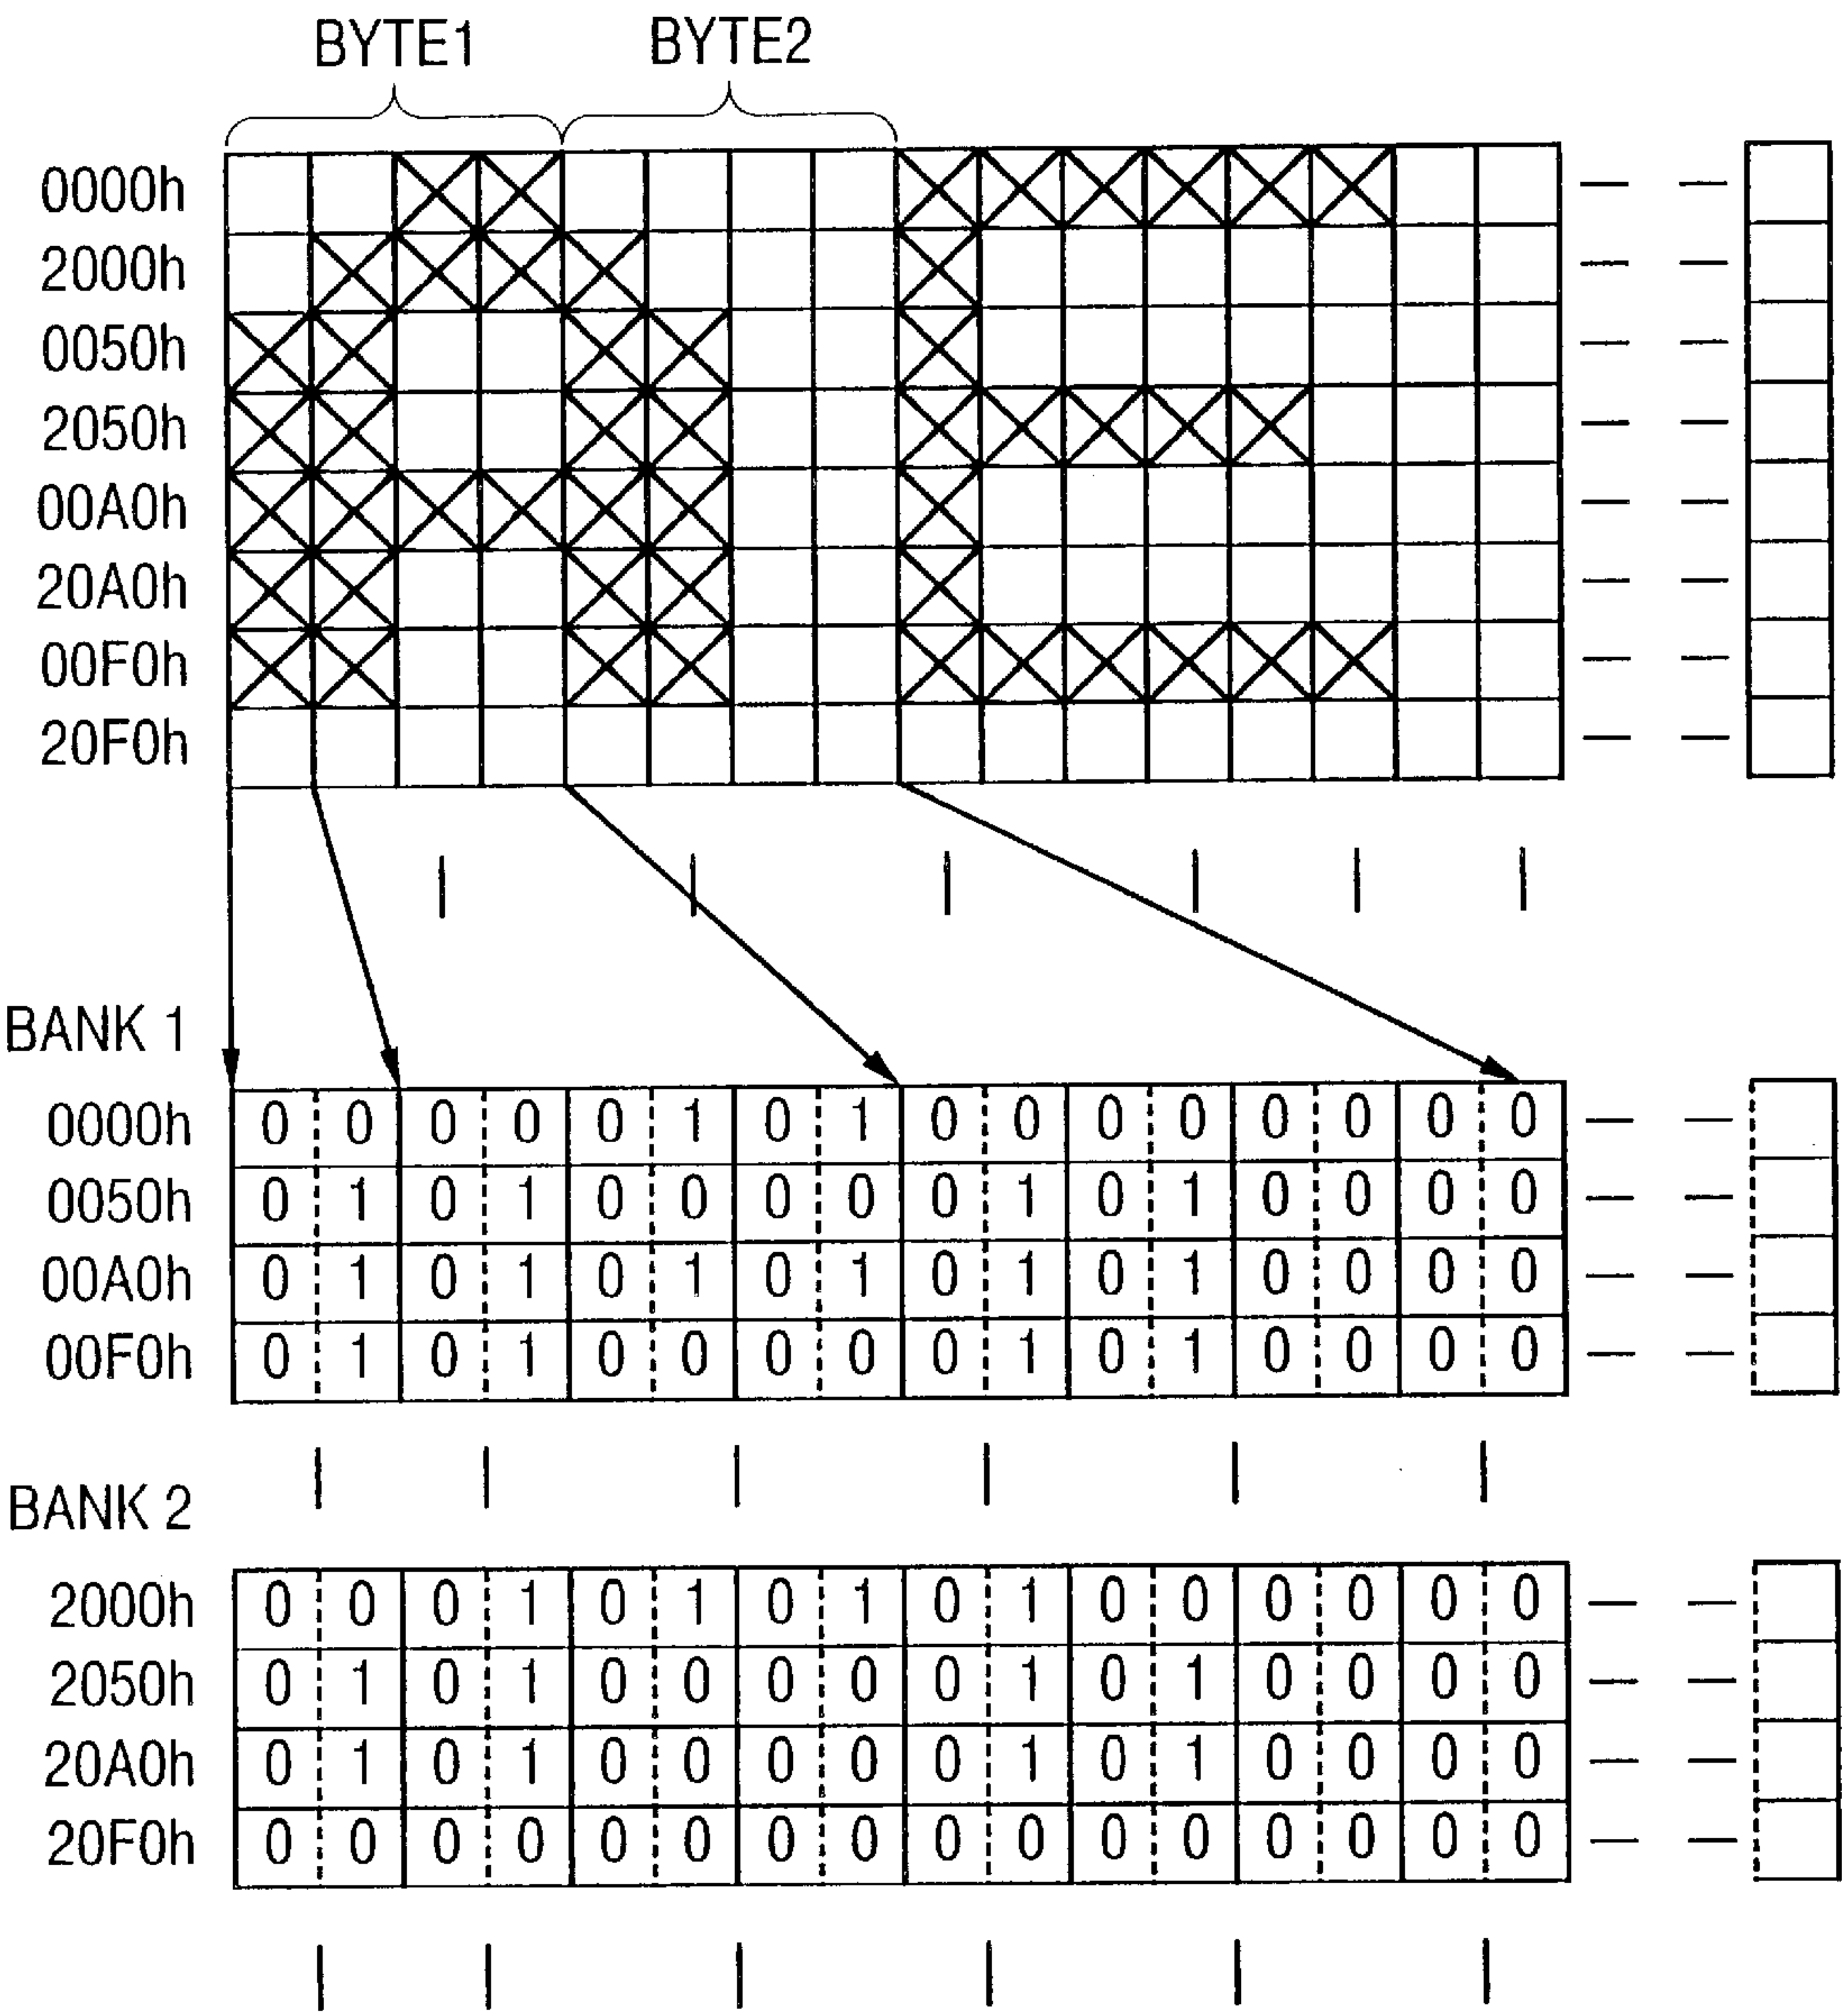 BYTE1 BYTE2
0000h
2000h
0050h
2050h
00A0h
20A0h
00F0h
20F0h
BANK 1
0000h 0 0 0 0 0 1 0 1 0 0 0 0 0 0 0 0
0050h 0 1 0 1 0 0 0 0 0 1 0 1 0 0 0 0
00A0h 0 1 0 1 0 1 0 1 0 1 0 1 0 0 0 0
00F0h 0 1 0 1 0 0 0 0 0 1 0 1 0 0 0 0
BANK 2
2000h 0 0 0 1 0 1 0 1 0 1 0 0 0 0 0 0
2050h 0 1 0 1 0 0 0 0 0 1 0 1 0 0 0 0
20A0h 0 1 0 1 0 0 0 0 0 1 0 1 0 0 0 0
20F0h 0 0 0 0 0 0 0 0 0 0 0 0 0 0 0 0